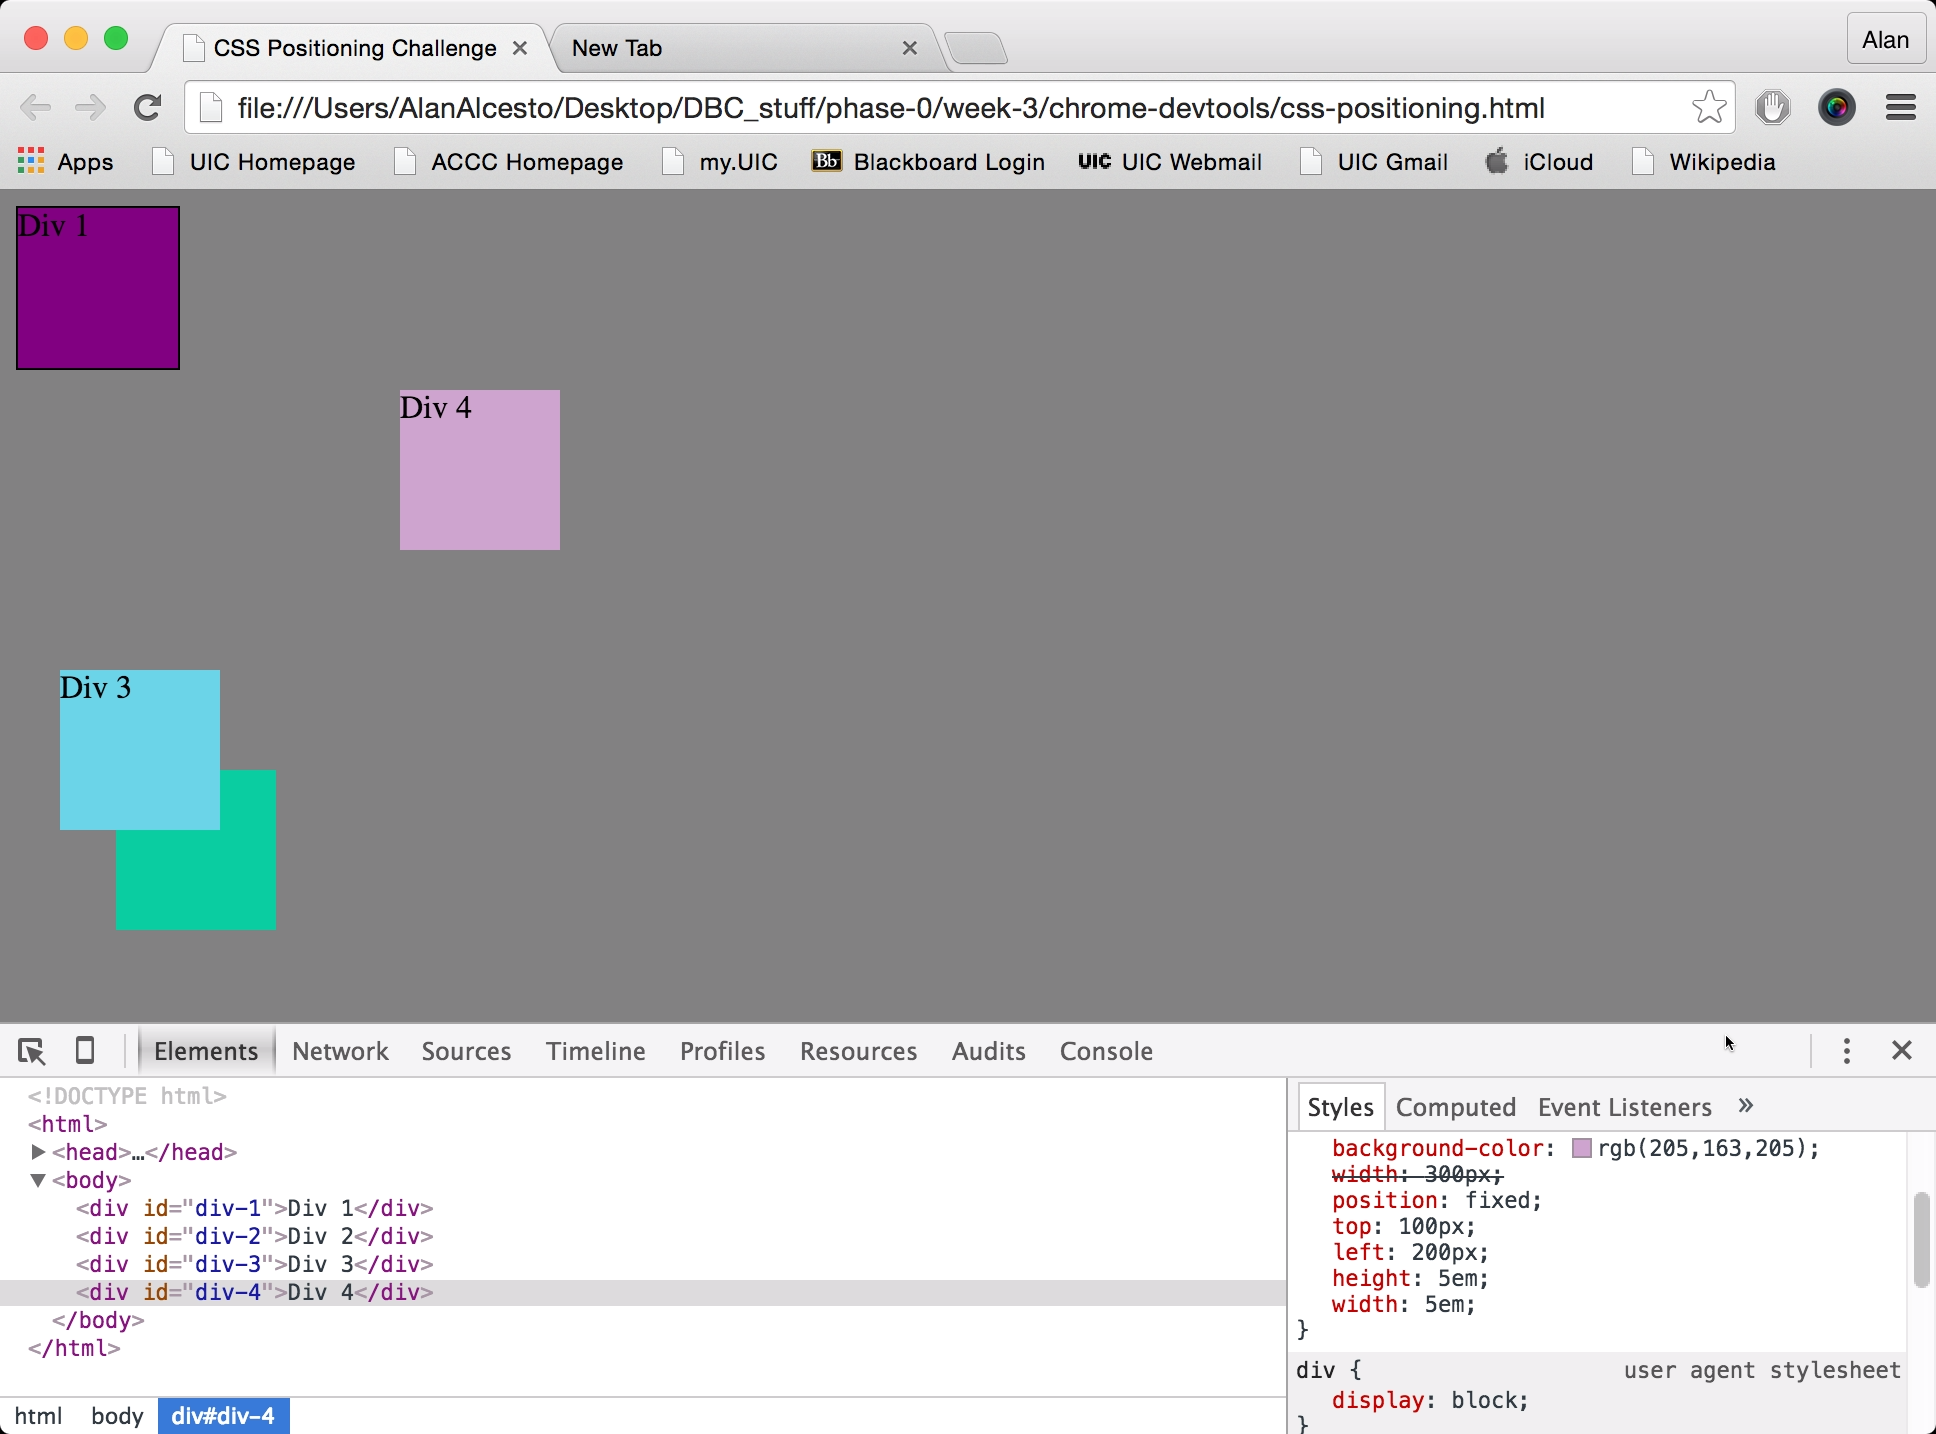 CSS Positioning Challenge
New Tab
Alan
file:///Users/AlanAlcesto/Desktop/DBC_stuff/phase-0/week-3/chrome-devtools/css-positioning.html
Apps UIC Homepage ACCC Homepage my.UIC Bb Blackboard Login UIC UIC Webmail UIC Gmail iCloud Wikipedia
Div 1
Div 4
Div 3
Elements Network Sources Timeline Profiles Resources Audits Console
<!DOCTYPE html>
<html>
<head>…</head>
<body>
<div id="div-1">Div 1</div>
<div id="div-2">Div 2</div>
<div id="div-3">Div 3</div>
<div id="div-4">Div 4</div>
</body>
</html>
html body div#div-4
Styles Computed Event Listeners »
background-color: rgb(205,163,205);
width: 300px;
position: fixed;
top: 100px;
left: 200px;
height: 5em;
width: 5em;
}
div { user agent stylesheet
display: block;
}